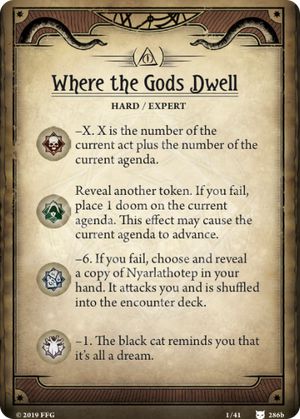 Where the Gods Dwell
HARD / EXPERT
–X. X is the number of the
current act plus the number of the
current agenda.
Reveal another token. If you fail,
place 1 doom on the current
agenda. This effect may cause the
current agenda to advance.
–6. If you fail, choose and reveal
a copy of Nyarlathotep in your
hand. It attacks you and is shuffled
into the encounter deck.
–1. The black cat reminds you that
it's all a dream.
© 2019 FFG 1/41 286b